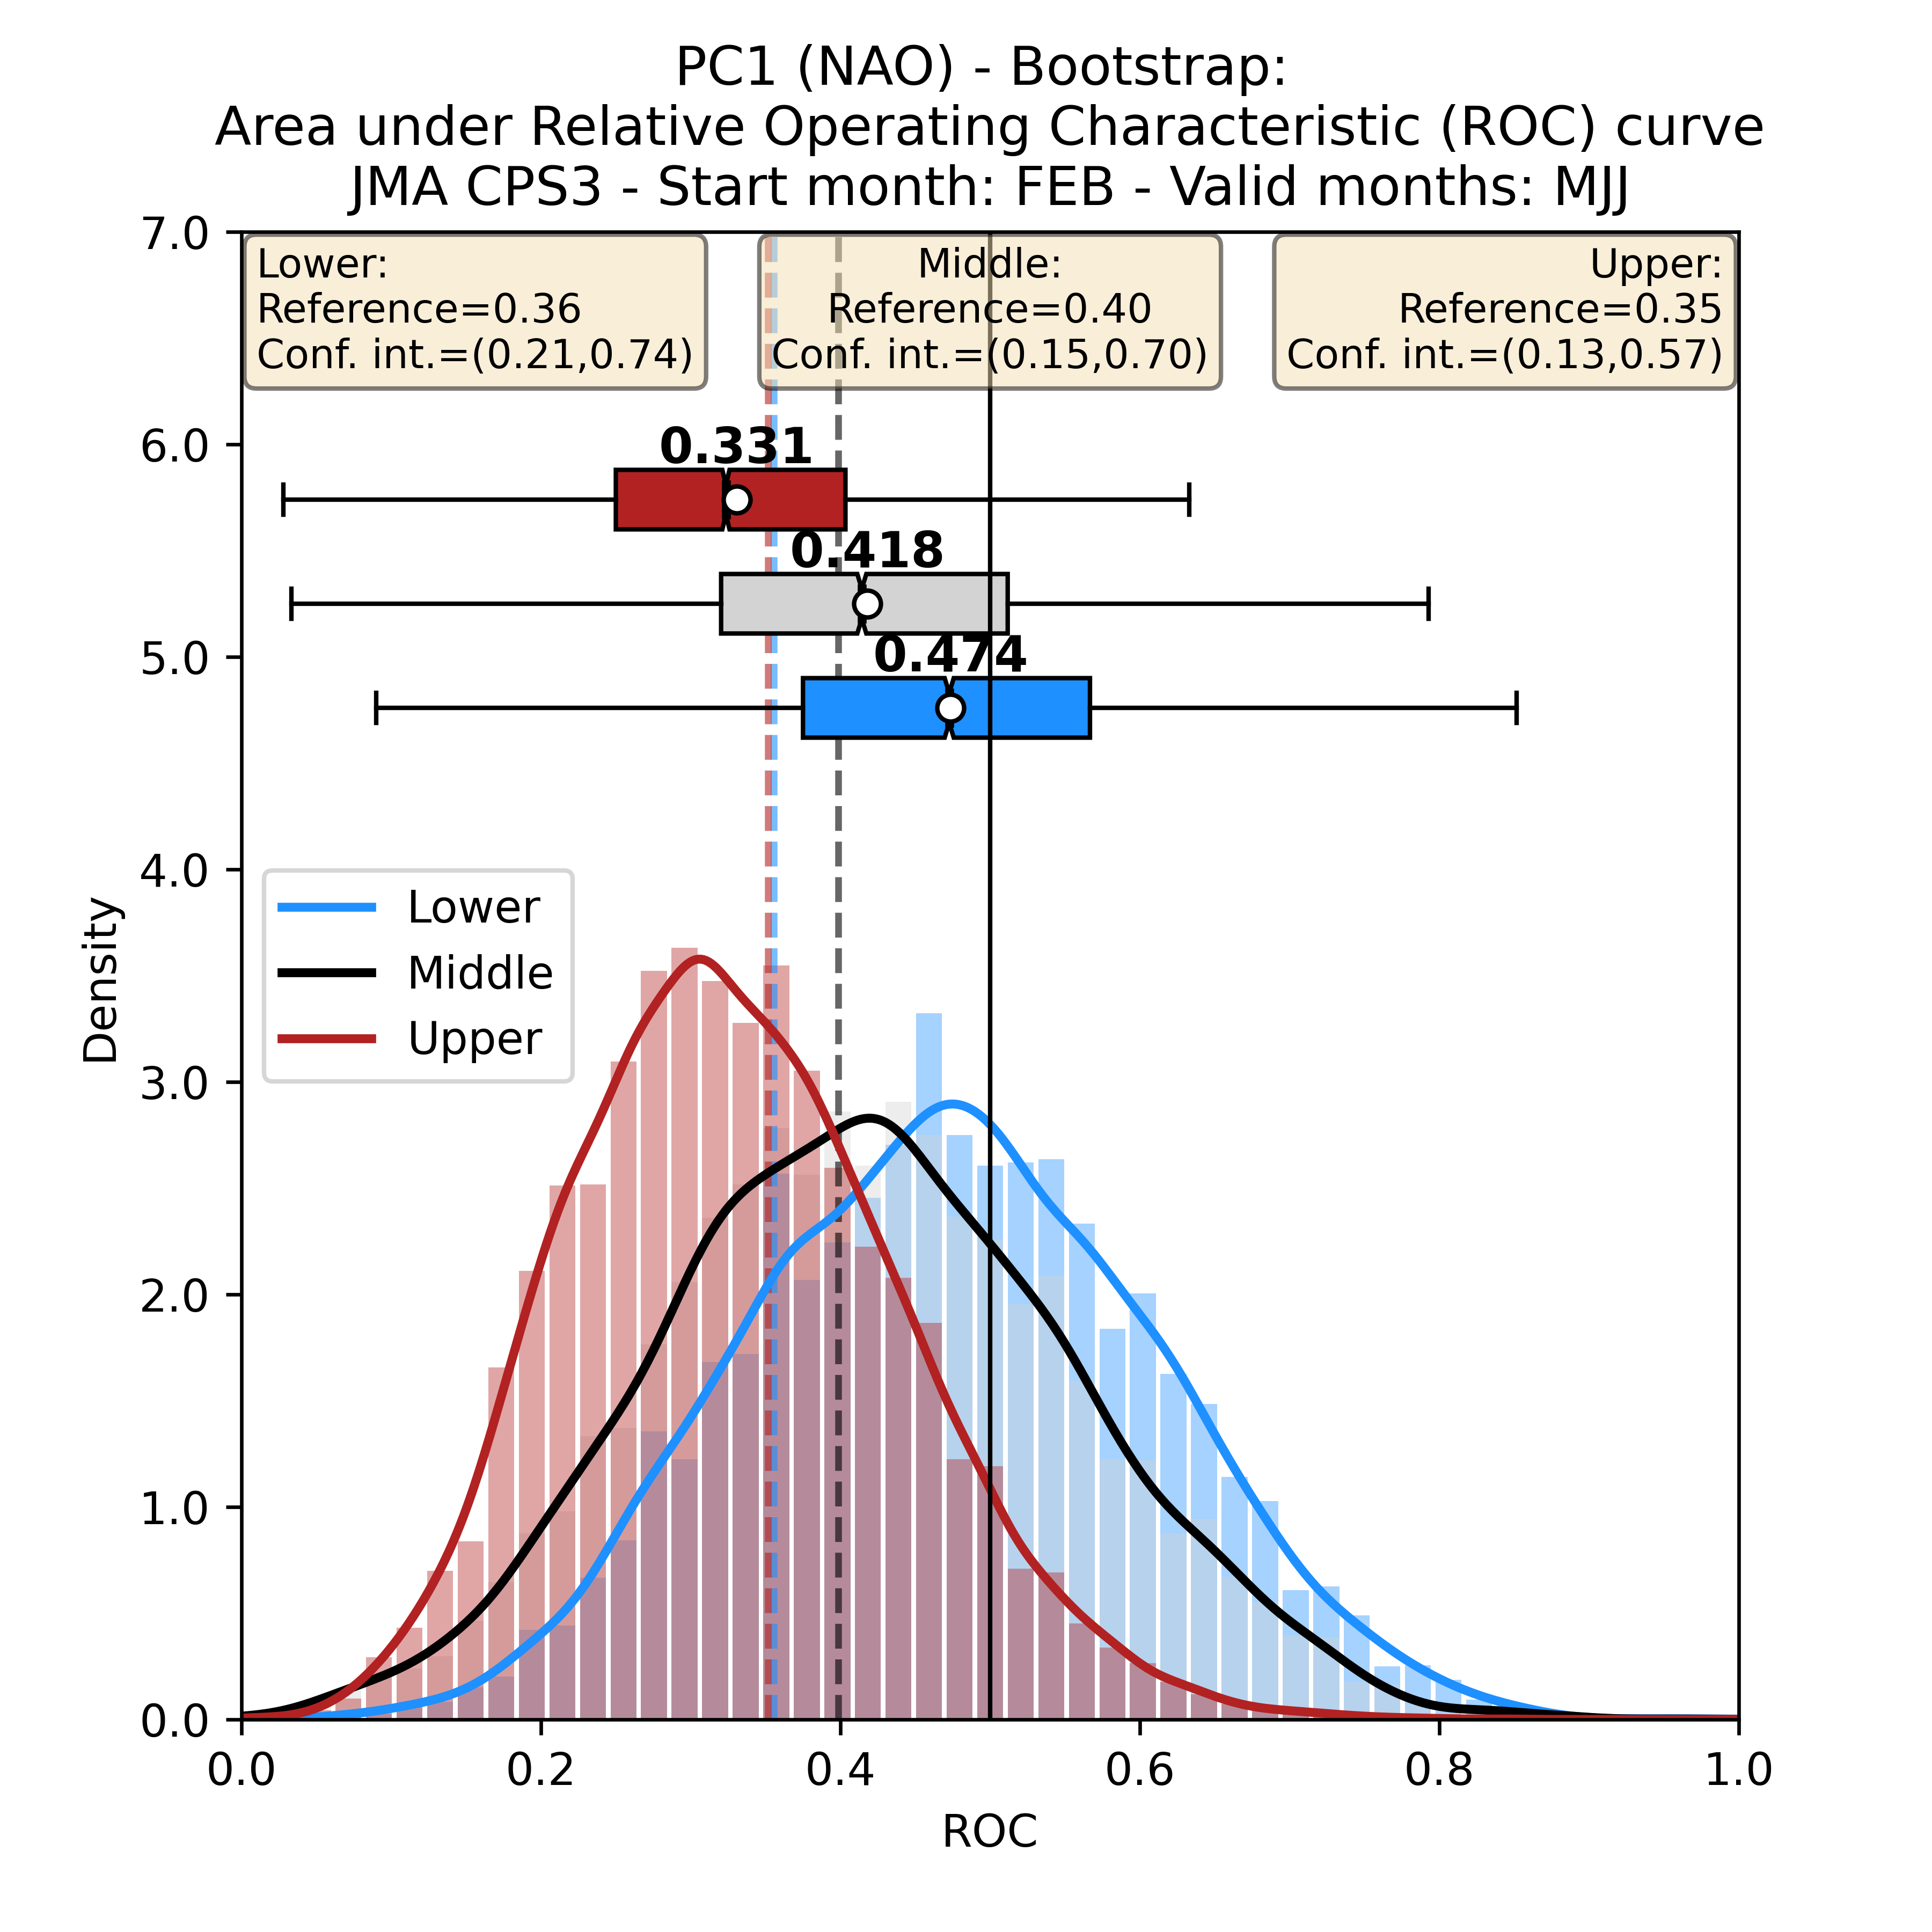 PC1 (NAO) - Bootstrap:
Area under Relative Operating Characteristic (ROC) curve
JMA CPS3 - Start month: FEB - Valid months: MJJ
Lower:
Reference=0.36
Conf. int.=(0.21,0.74)
Middle:
Reference=0.40
Conf. int.=(0.15,0.70)
Upper:
Reference=0.35
Conf. int.=(0.13,0.57)
7.0
6.0
5.0
4.0
3.0
2.0
1.0
0.0
Density
0.331
0.418
0.474
Lower
Middle
Upper
0.0
0.2
0.4
0.6
0.8
1.0
ROC